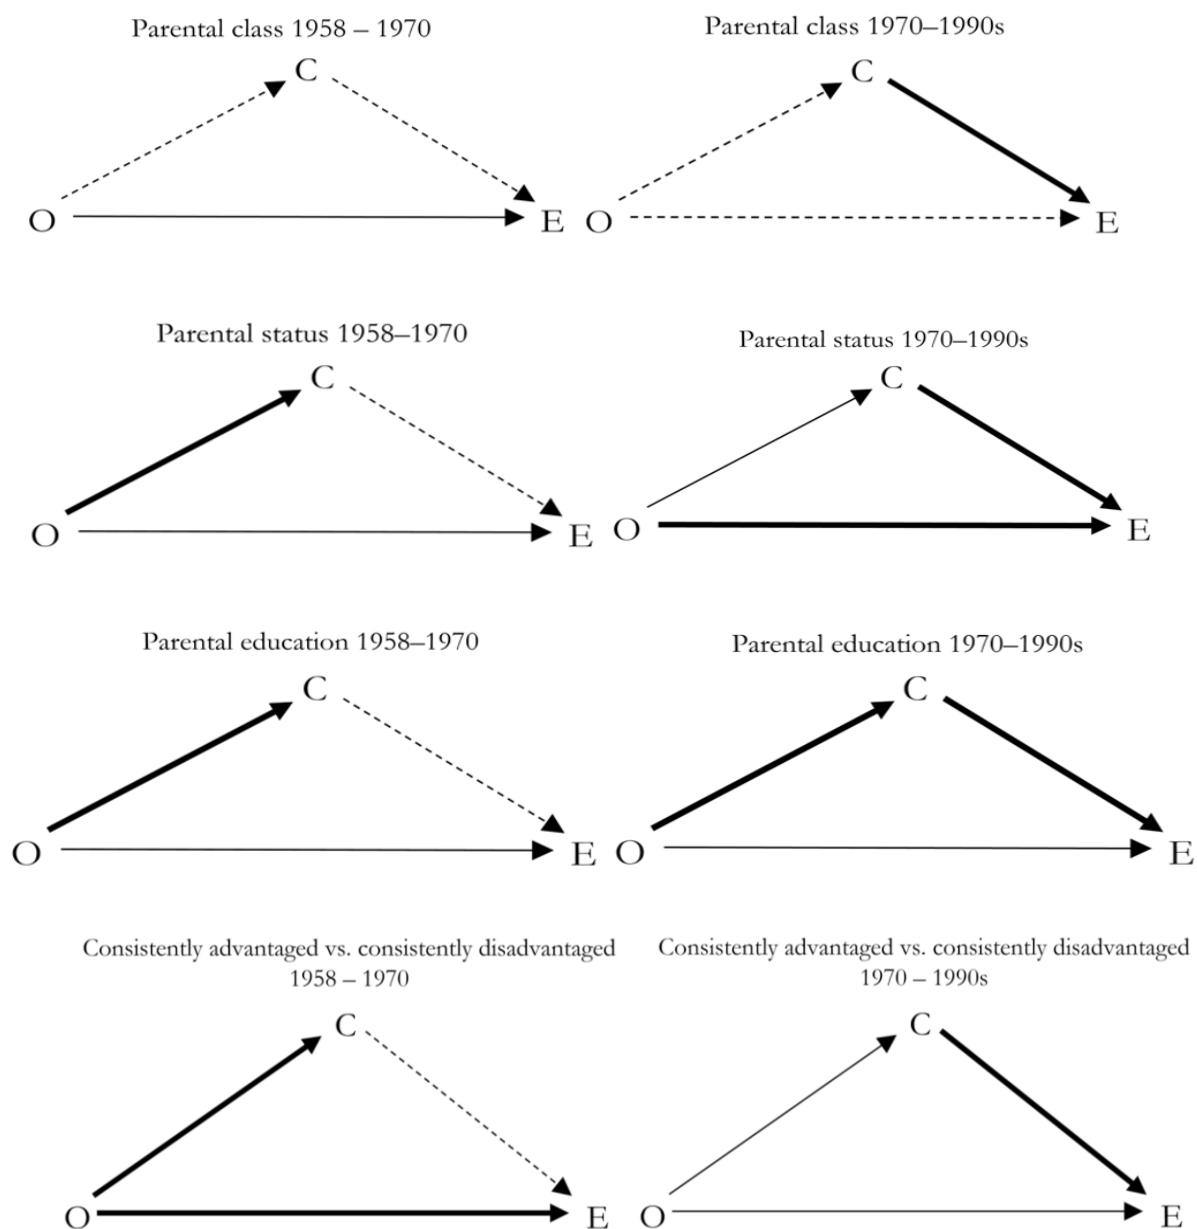 Parental class 1958 – 1970
C
O
E
Parental class 1970–1990s
C
O
E
Parental status 1958–1970
C
O
E
Parental status 1970–1990s
C
O
E
Parental education 1958–1970
C
O
E
Parental education 1970–1990s
C
O
E
Consistently advantaged vs. consistently disadvantaged
1958 – 1970
C
O
E
Consistently advantaged vs. consistently disadvantaged
1970 – 1990s
C
O
E